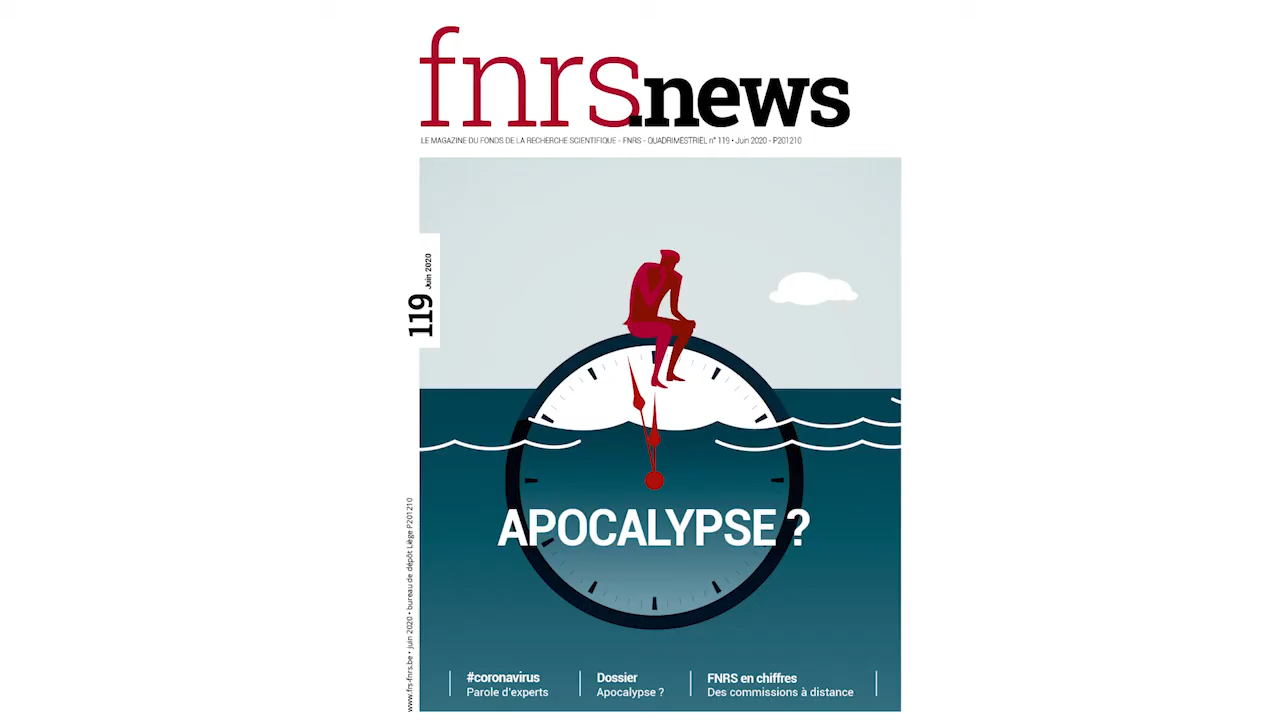 fnrs.news
LE MAGAZINE DU FONDS DE LA RECHERCHE SCIENTIFIQUE - FNRS - QUADRIMESTRIEL n° 119 • Juin 2020 - P201210
119 Juin 2020
APOCALYPSE ?
www.frs-fnrs.be • juin 2020 • bureau de dépôt Liège P201210
#coronavirus
Parole d'experts
Dossier
Apocalypse ?
FNRS en chiffres
Des commissions à distance